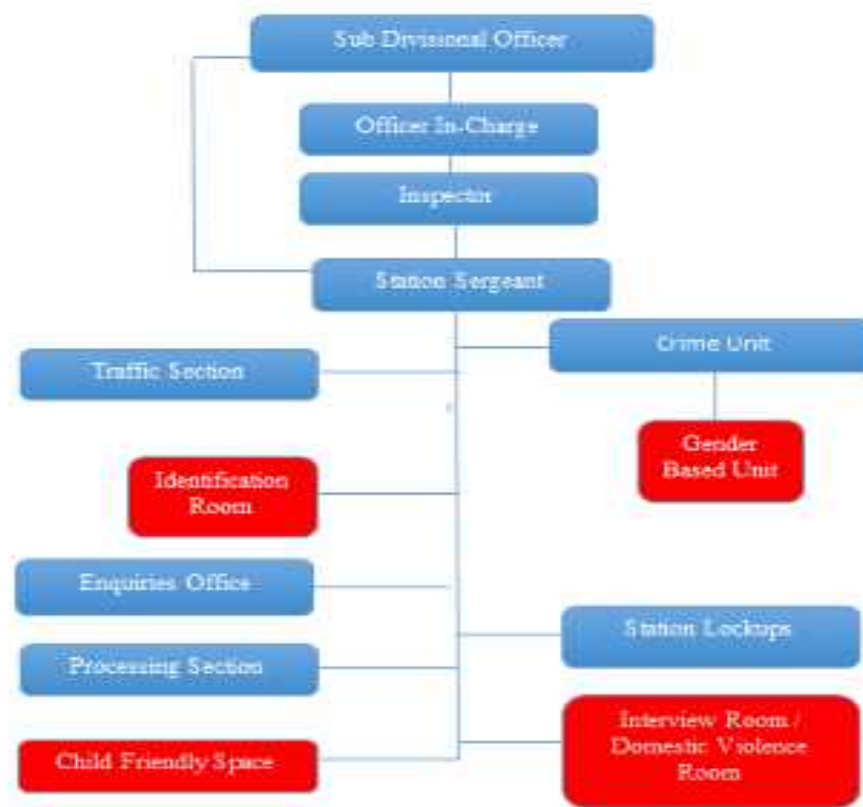 Sub Divisional Officer
Officer In-Charge
Inspector
Station Sergeant
Crime Unit
Traffic Section
Gender
Based Unit
Identification
Room
Enquiries Office
Station Lockups
Processing Section
Interview Room /
Domestic Violence
Room
Child Friendly Space